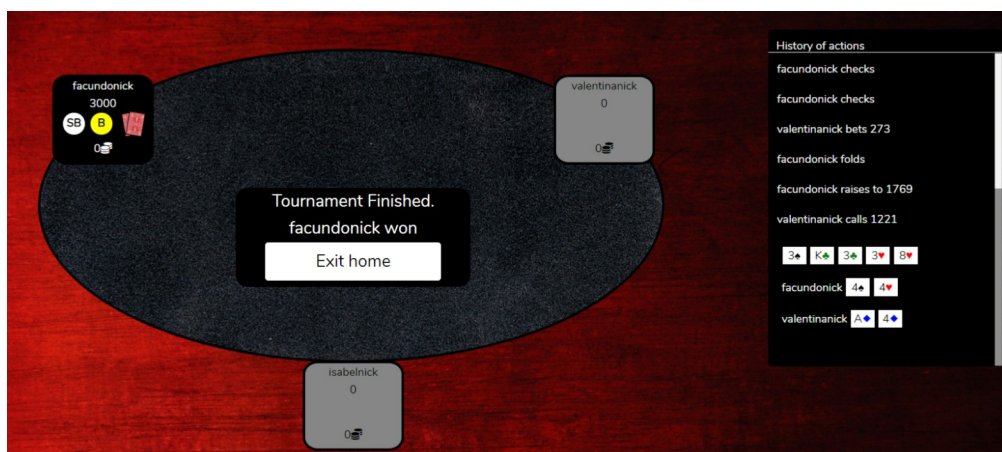 facundonick
3000
SB B
0
valentinanick
0
0
Tournament Finished.
facundonick won
Exit home
isabelnick
0
0
History of actions
facundonick checks
facundonick checks
valentinanick bets 273
facundonick folds
facundonick raises to 1769
valentinanick calls 1221
3♠ K♣ 3♣ 3♥ 8♥
facundonick 4♠ 4♥
valentinanick A♦ 4♦